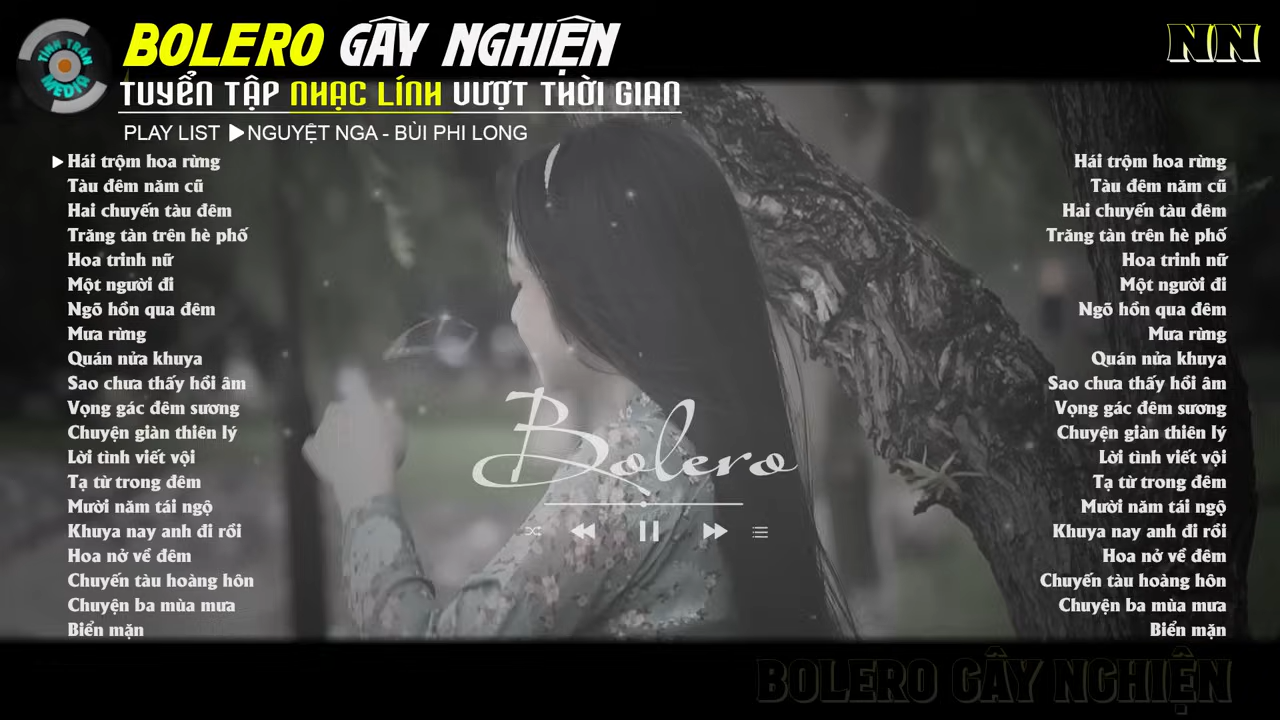 TÌNH TRẦN
MEDIA
BOLERO GÂY NGHIỆN
NN
TUYỂN TẬP NHẠC LÍNH VƯỢT THỜI GIAN
PLAY LIST ▶NGUYỆT NGA - BÙI PHI LONG
Hái trộm hoa rừng
Tàu đêm năm cũ
Hai chuyến tàu đêm
Trăng tàn trên hè phố
Hoa trinh nữ
Một người đi
Ngõ hồn qua đêm
Mưa rừng
Quán nửa khuya
Sao chưa thấy hồi âm
Vọng gác đêm sương
Chuyện giàn thiên lý
Lời tình viết vội
Tạ từ trong đêm
Mười năm tái ngộ
Khuya nay anh đi rồi
Hoa nở về đêm
Chuyến tàu hoàng hôn
Chuyện ba mùa mưa
Biển mặn
Hái trộm hoa rừng
Tàu đêm năm cũ
Hai chuyến tàu đêm
Trăng tàn trên hè phố
Hoa trinh nữ
Một người đi
Ngõ hồn qua đêm
Mưa rừng
Quán nửa khuya
Sao chưa thấy hồi âm
Vọng gác đêm sương
Chuyện giàn thiên lý
Lời tình viết vội
Tạ từ trong đêm
Mười năm tái ngộ
Khuya nay anh đi rồi
Hoa nở về đêm
Chuyến tàu hoàng hôn
Chuyện ba mùa mưa
Biển mặn
Bolero
BOLERO GÂY NGHIỆN